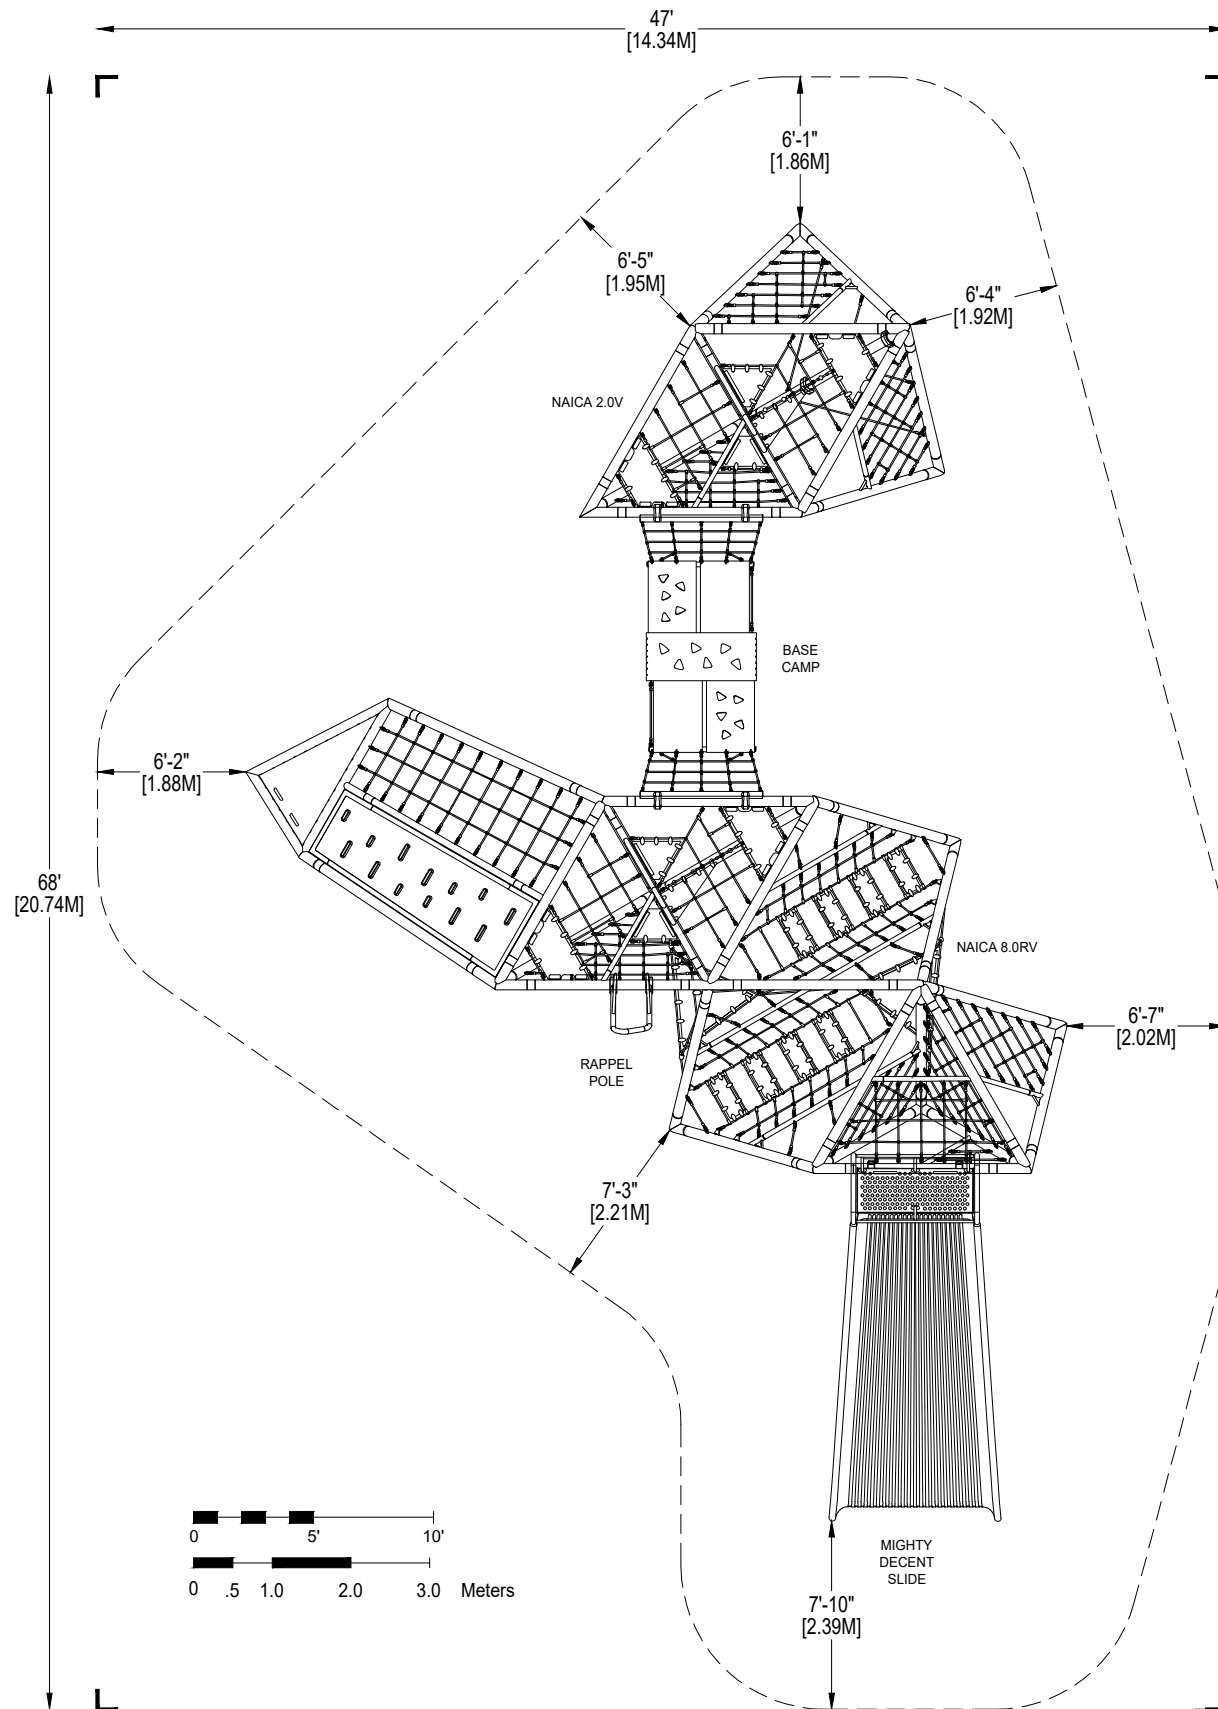 47'
[14.34M]
6'-1"
[1.86M]
6'-5"
[1.95M]
6'-4"
[1.92M]
NAICA 2.0V
BASE
CAMP
6'-2"
[1.88M]
68'
[20.74M]
NAICA 8.0RV
6'-7"
[2.02M]
RAPPEL
POLE
7'-3"
[2.21M]
0 5' 10'
0 .5 1.0 2.0 3.0 Meters
MIGHTY
DECENT
SLIDE
7'-10"
[2.39M]